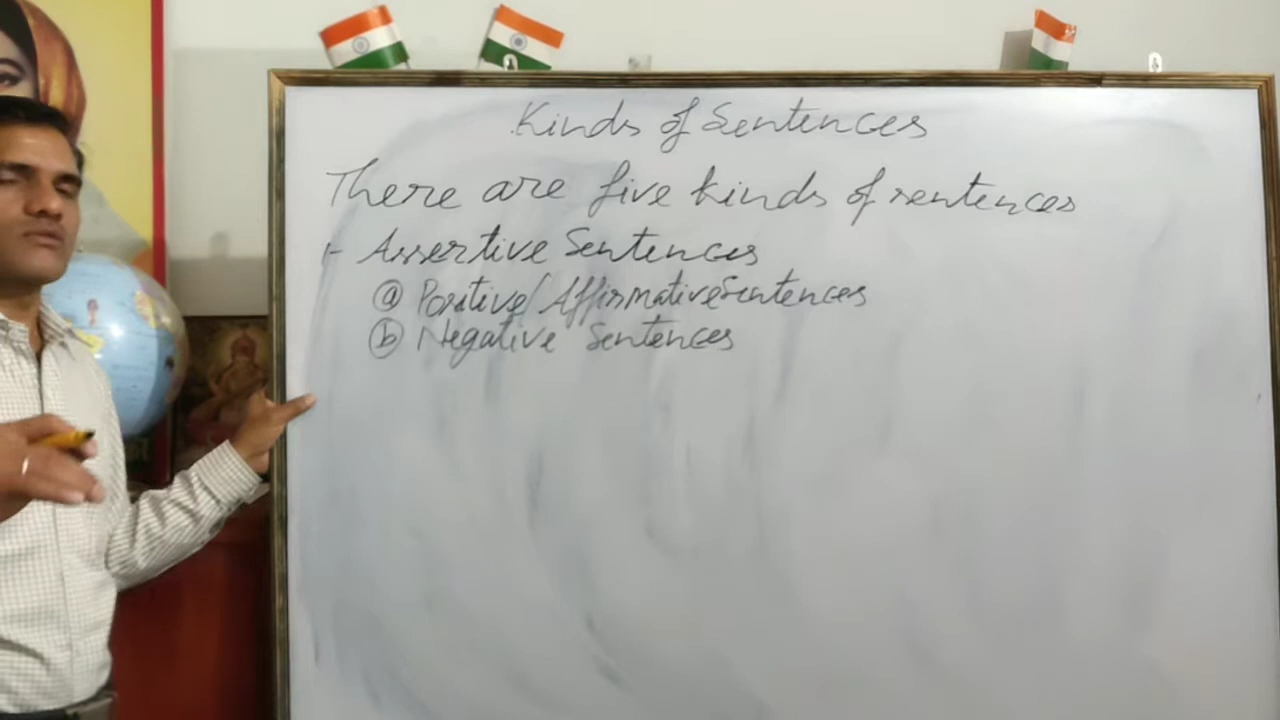 Kinds of Sentences
There are five kinds of sentences
1- Assertive Sentences
(a) Positive/Affirmative Sentences
(b) Negative Sentences